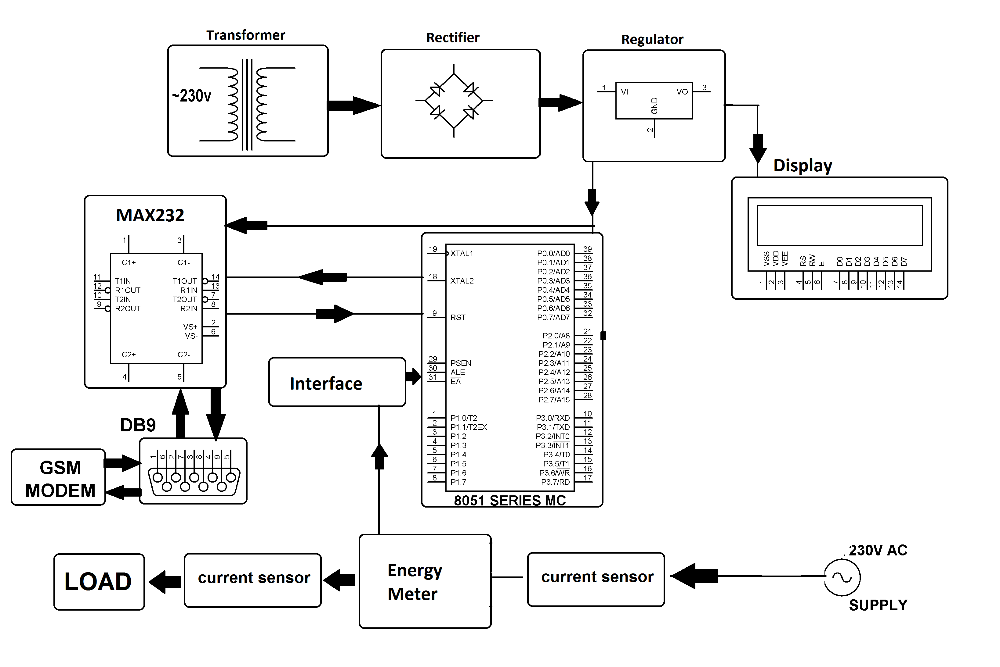 Transformer
Rectifier
Regulator
~230v
1
VI
VO
3
GND
2
Display
VSS
VDD
VEE
RS
RW
E
D0
D1
D2
D3
D4
D5
D6
D7
1
2
3
4
5
6
7
8
9
10
11
12
13
14
MAX232
1
3
C1+
C1-
11
T1IN
T1OUT
14
12
R1OUT
R1IN
13
10
T2IN
T2OUT
7
9
R2OUT
R2IN
8
VS+
2
VS-
6
C2+
C2-
4
5
19
XTAL1
P0.0/AD0
39
P0.1/AD1
38
P0.2/AD2
37
18
XTAL2
P0.3/AD3
36
P0.4/AD4
35
P0.5/AD5
34
P0.6/AD6
33
9
RST
P0.7/AD7
32
P2.0/A8
21
P2.1/A9
22
P2.2/A10
23
29
PSEN
P2.3/A11
24
30
ALE
P2.4/A12
25
31
EA
P2.5/A13
26
P2.6/A14
27
P2.7/A15
28
1
P1.0/T2
P3.0/RXD
10
2
P1.1/T2EX
P3.1/TXD
11
3
P1.2
P3.2/INT0
12
4
P1.3
P3.3/INT1
13
5
P1.4
P3.4/T0
14
6
P1.5
P3.5/T1
15
7
P1.6
P3.6/WR
16
8
P1.7
P3.7/RD
17
8051 SERIES MC
Interface
DB9
1
6
2
7
3
8
4
9
5
GSM
MODEM
LOAD
current sensor
Energy
Meter
current sensor
230V AC
SUPPLY